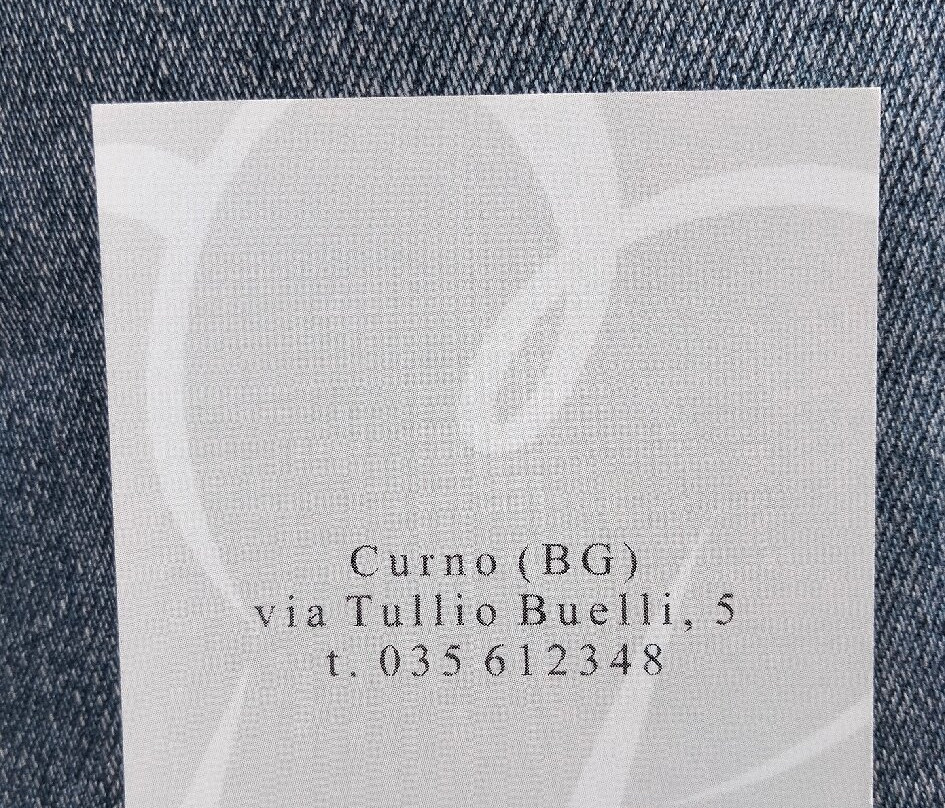 Curno (BG)
via Tullio Buelli, 5
t. 035 612348